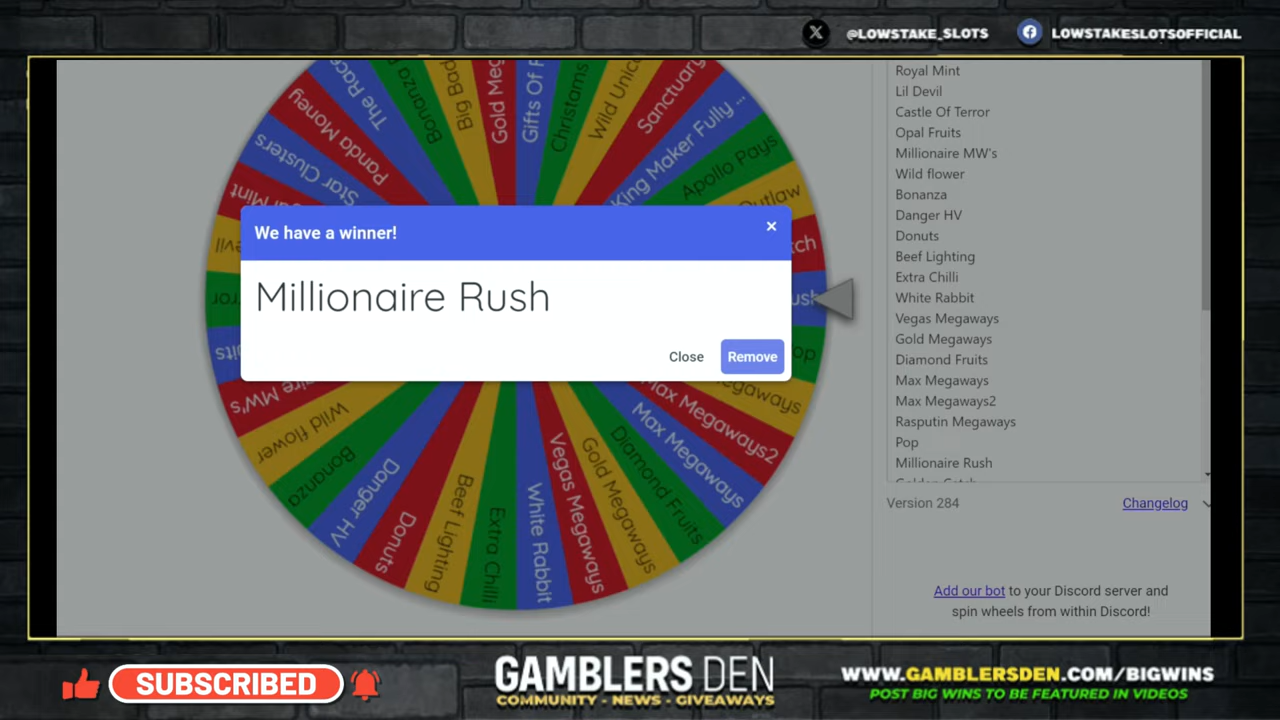 @LOWSTAKE_SLOTS
LOWSTAKESLOTSOFFICIAL
Panda Money
Star Clusters
Bonanza
Big Bad
Gold Meg
Gifts Of
Christams
Wild Unic
Sanctuary
King Maker Fully ...
Apollo Pays
Outlaw
We have a winner!
×
Millionaire Rush
Close
Remove
Wild flower
Bonanza
Danger HV
Donuts
Beef Lighting
Extra Chilli
White Rabbit
Vegas Megaways
Gold Megaways
Diamond Fruits
Max Megaways
Max Megaways2
Royal Mint
Lil Devil
Castle Of Terror
Opal Fruits
Millionaire MW's
Wild flower
Bonanza
Danger HV
Donuts
Beef Lighting
Extra Chilli
White Rabbit
Vegas Megaways
Gold Megaways
Diamond Fruits
Max Megaways
Max Megaways2
Rasputin Megaways
Pop
Millionaire Rush
Version 284
Changelog
Add our bot to your Discord server and
spin wheels from within Discord!
SUBSCRIBED
GAMBLERS DEN
COMMUNITY - NEWS - GIVEAWAYS
WWW.GAMBLERSDEN.COM/BIGWINS
POST BIG WINS TO BE FEATURED IN VIDEOS